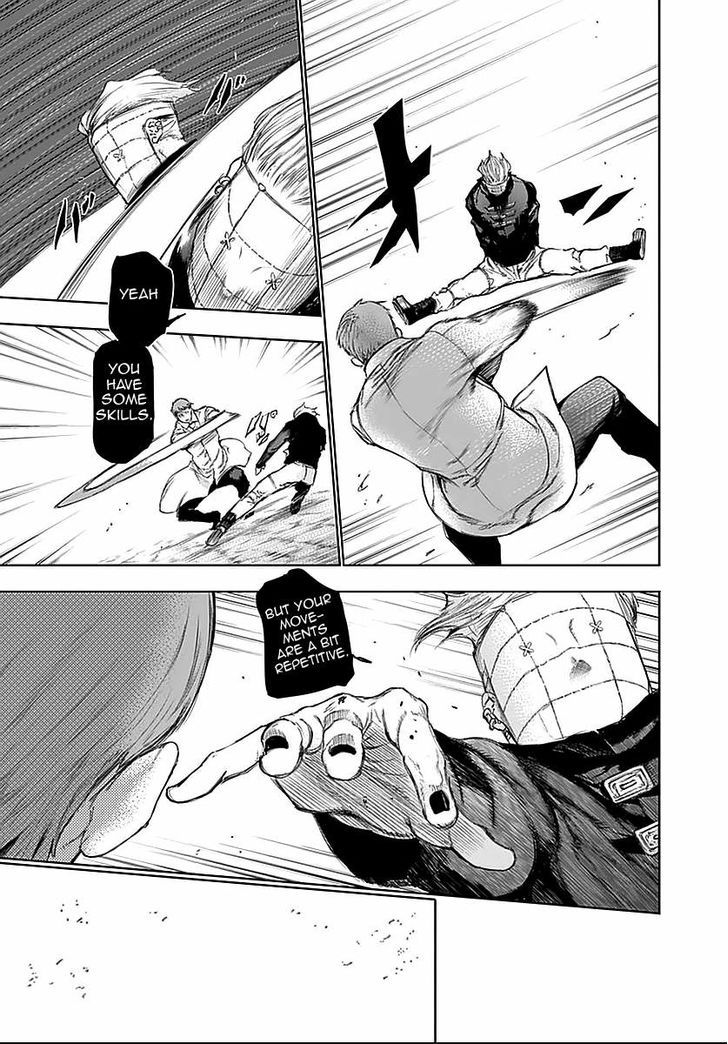 YEAH
YOU
HAVE
SOME
SKILLS.
BUT YOUR
MOVE-
MENTS
ARE A BIT
REPETITIVE.